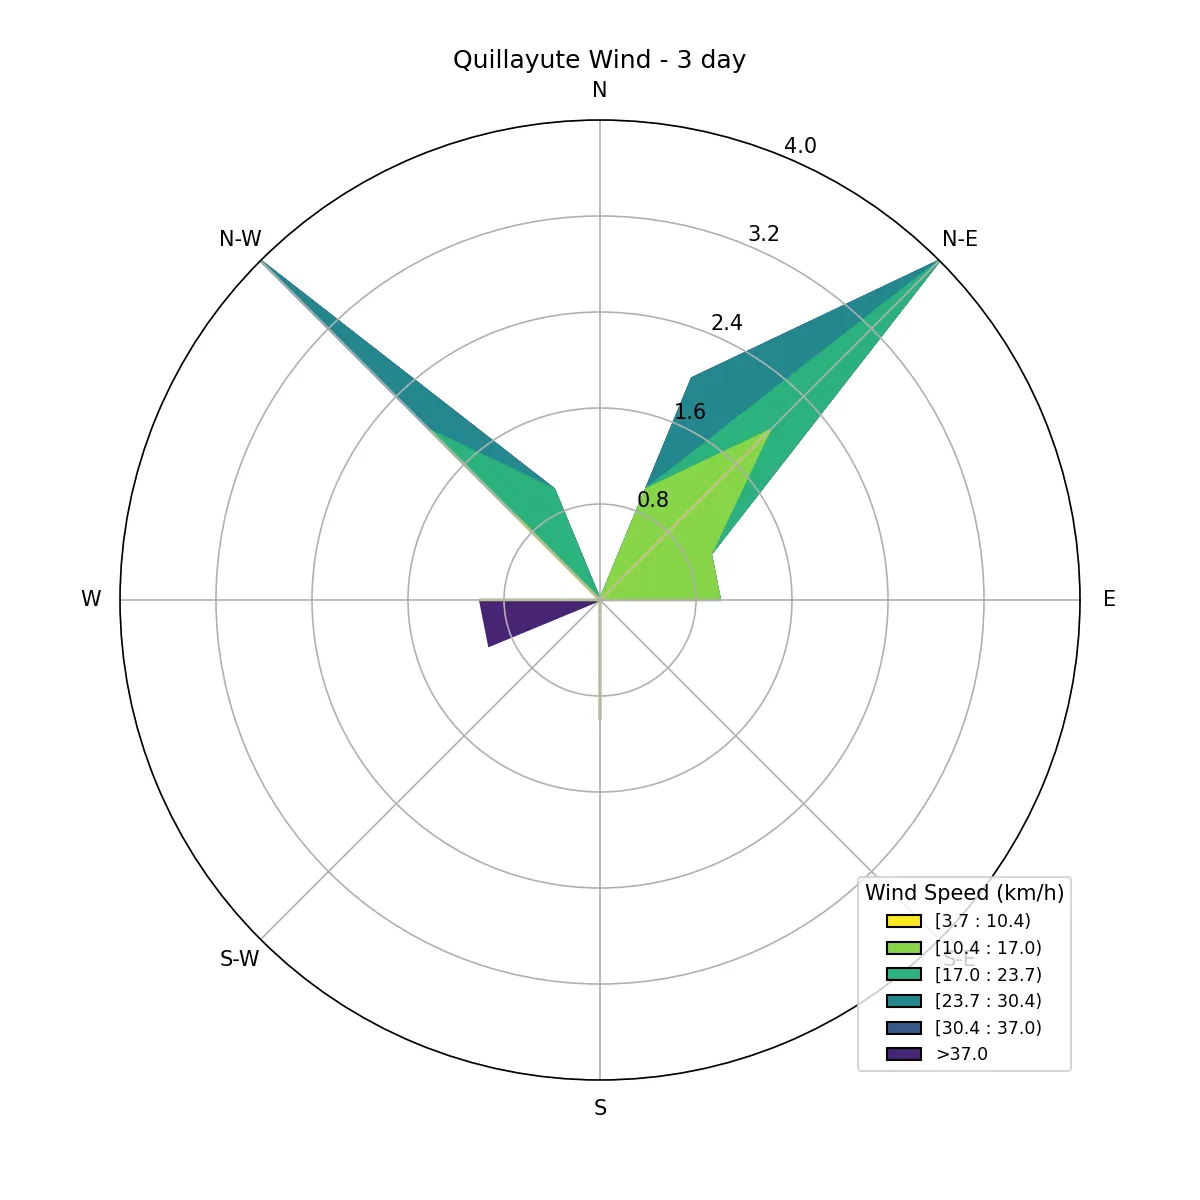 Quillayute Wind - 3 day
N
4.0
3.2
N-W
N-E
2.4
1.6
0.8
W
E
Wind Speed (km/h)
[3.7 : 10.4)
[10.4 : 17.0)
S-W
S-E
[17.0 : 23.7)
[23.7 : 30.4)
[30.4 : 37.0)
>37.0
S